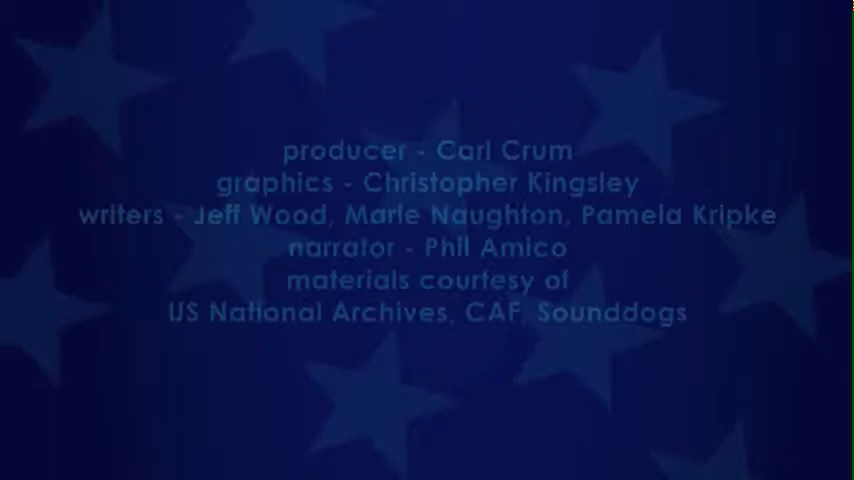 producer - Carl Crum
graphics - Christopher Kingsley
writers - Jeff Wood, Marle Naughton, Pamela Kripke
narrator - Phil Amico
materials courtesy of
US National Archives, CAF, Sounddogs